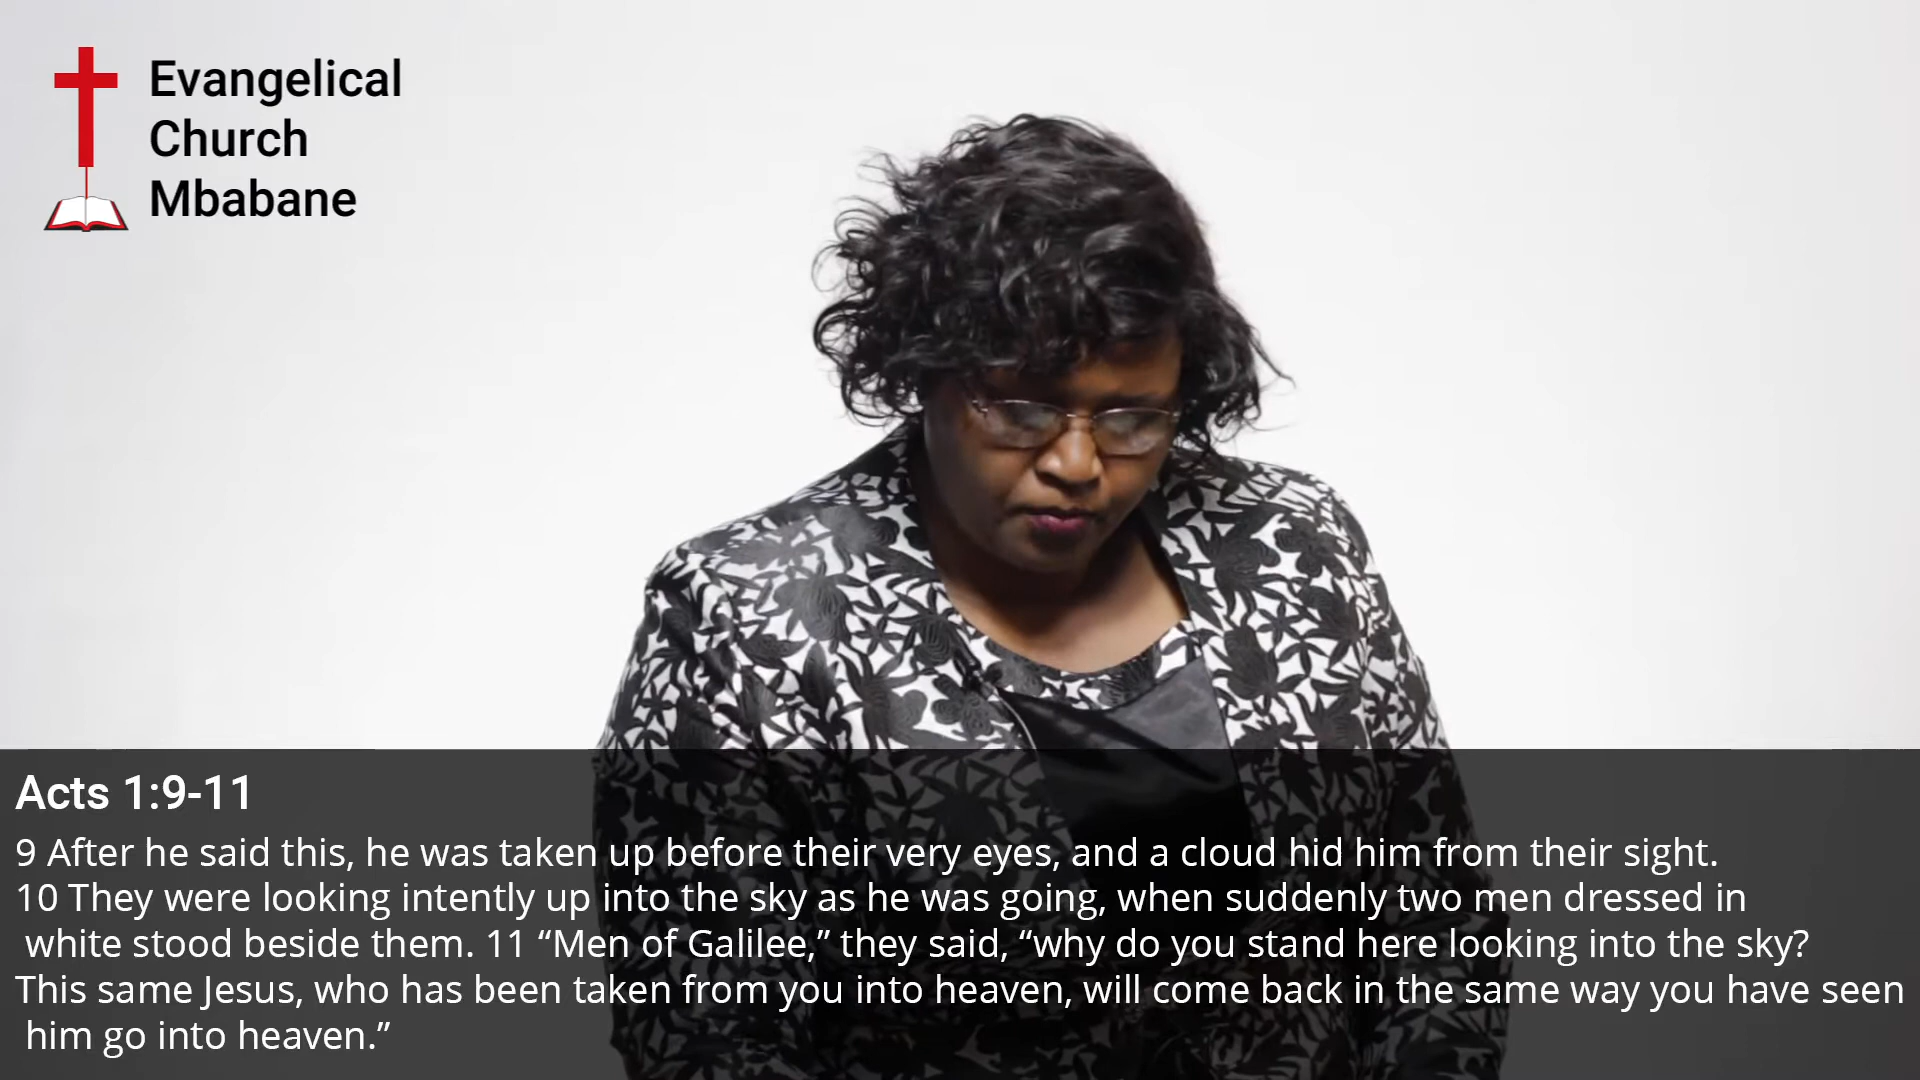 Evangelical
Church
Mbabane
Acts 1:9-11
9 After he said this, he was taken up before their very eyes, and a cloud hid him from their sight.
10 They were looking intently up into the sky as he was going, when suddenly two men dressed in
white stood beside them. 11 “Men of Galilee,” they said, “why do you stand here looking into the sky?
This same Jesus, who has been taken from you into heaven, will come back in the same way you have seen
him go into heaven.”